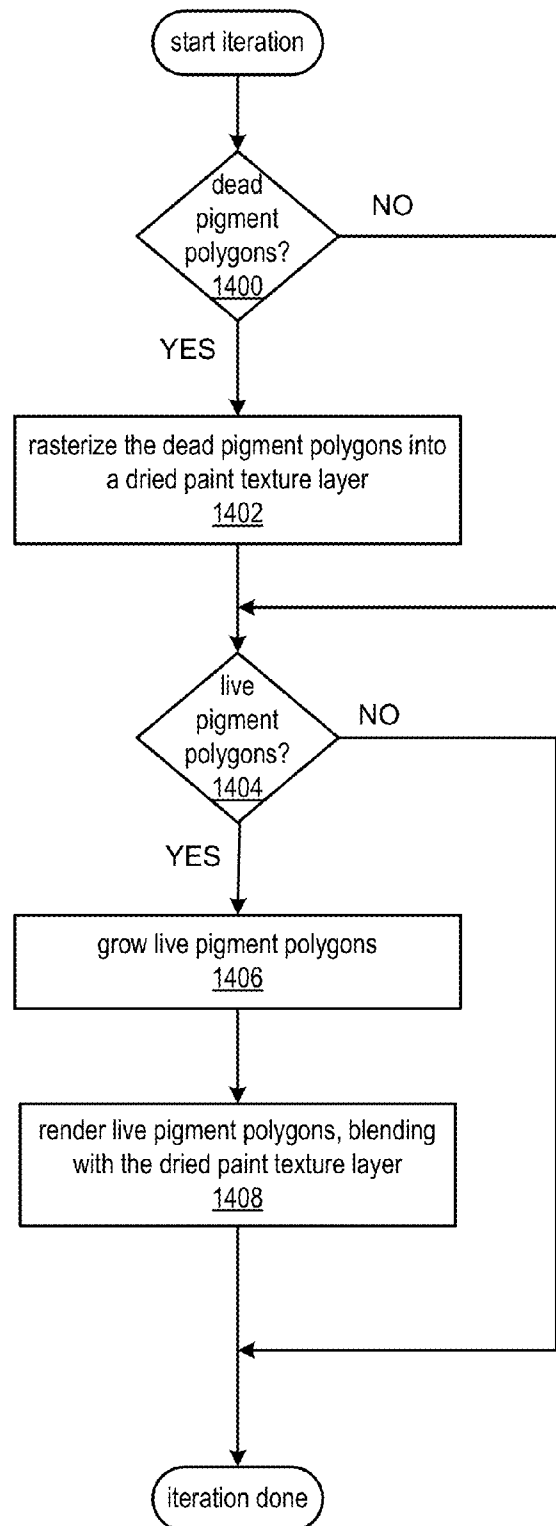 start iteration
dead
pigment
polygons?
1400
NO
YES
rasterize the dead pigment polygons into
a dried paint texture layer
1402
live
pigment
polygons?
1404
NO
YES
grow live pigment polygons
1406
render live pigment polygons, blending
with the dried paint texture layer
1408
iteration done